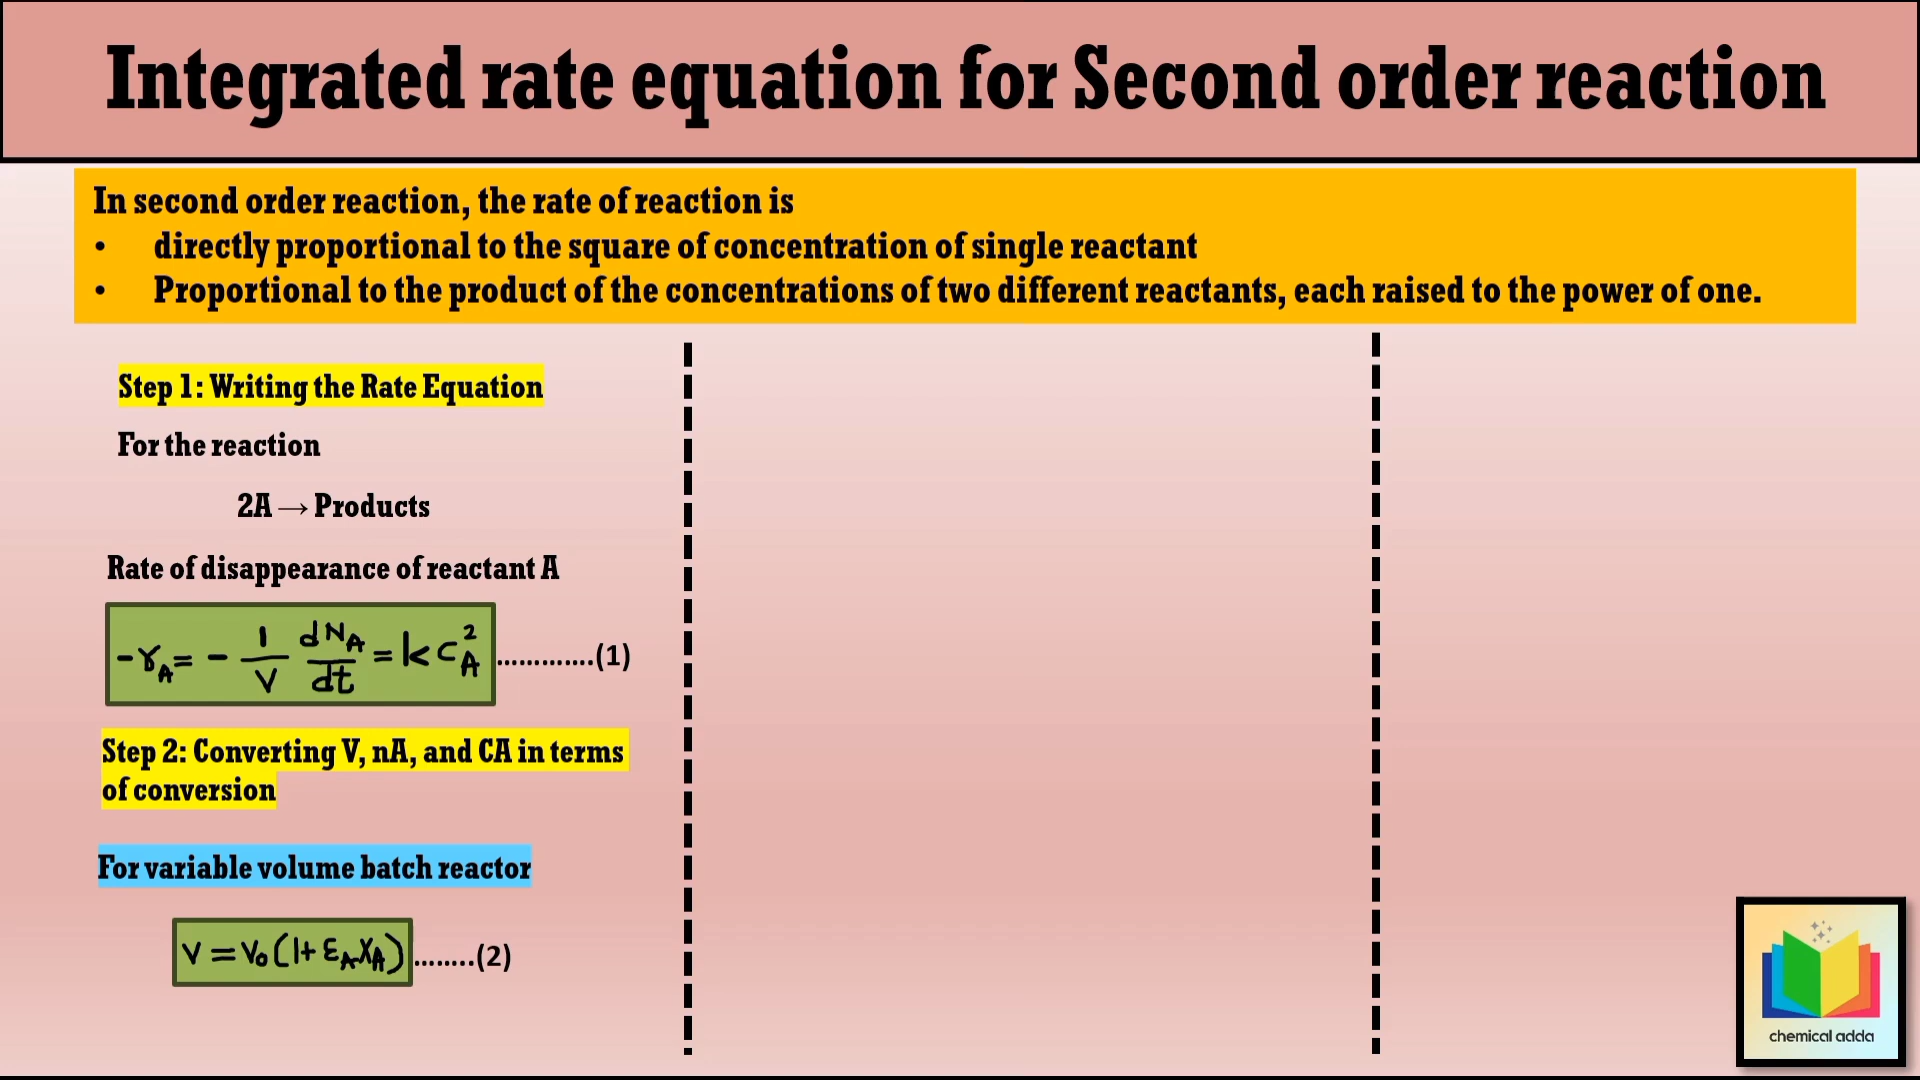 Integrated rate equation for Second order reaction
In second order reaction, the rate of reaction is
• directly proportional to the square of concentration of single reactant
• Proportional to the product of the concentrations of two different reactants, each raised to the power of one.
Step 1: Writing the Rate Equation
For the reaction
2A → Products
Rate of disappearance of reactant A
-r_A = - 1/V dN_A/dt = k C_A^2 .............(1)
Step 2: Converting V, nA, and CA in terms
of conversion
For variable volume batch reactor
V = V₀(1+ε_A X_A) ........(2)
chemical adda